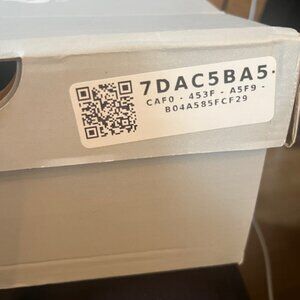 7DAC5BA5-
CAF0 - 453F - A5F9 -
B04A585FCF29